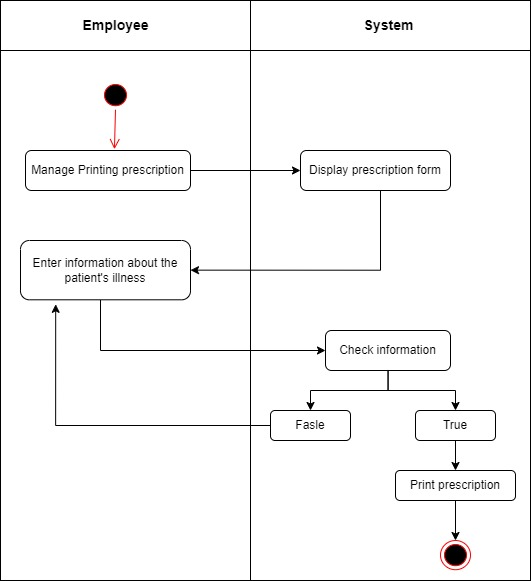 Employee
System
Manage Printing prescription
Display prescription form
Enter information about the
patient's illness
Check information
Fasle
True
Print prescription